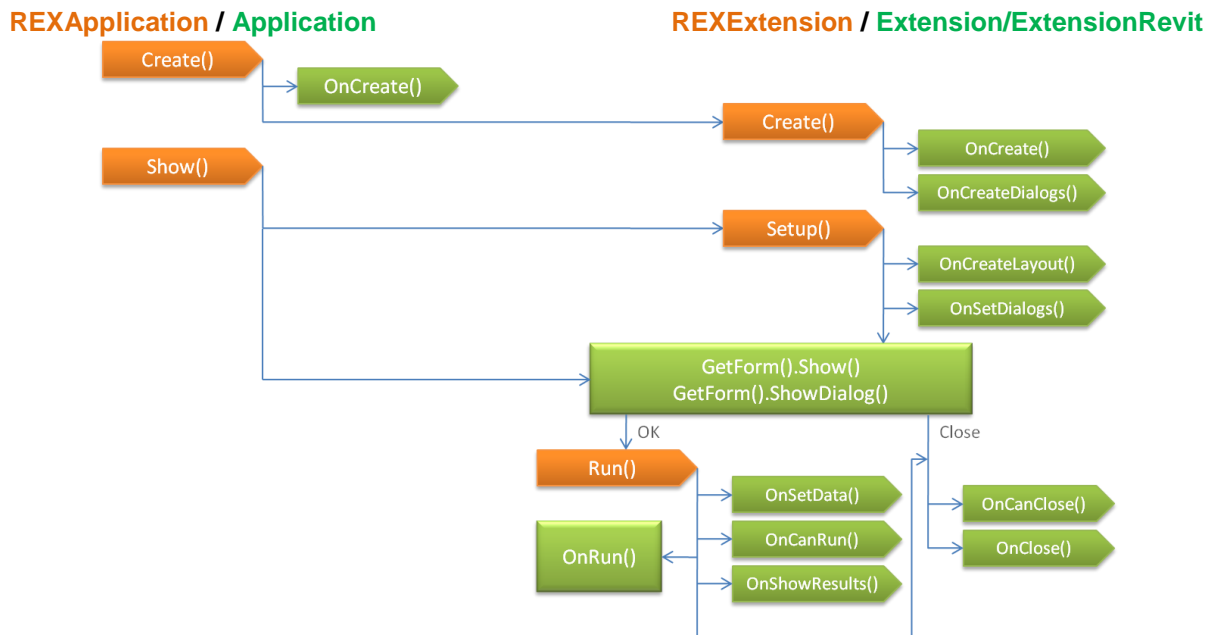 REXApplication / Application
REXExtension / Extension/ExtensionRevit
Create()
OnCreate()
Create()
OnCreate()
Show()
OnCreateDialogs()
Setup()
OnCreateLayout()
OnSetDialogs()
GetForm().Show()
GetForm().ShowDialog()
OK
Close
Run()
OnSetData()
OnCanClose()
OnCanRun()
OnClose()
OnRun()
OnShowResults()